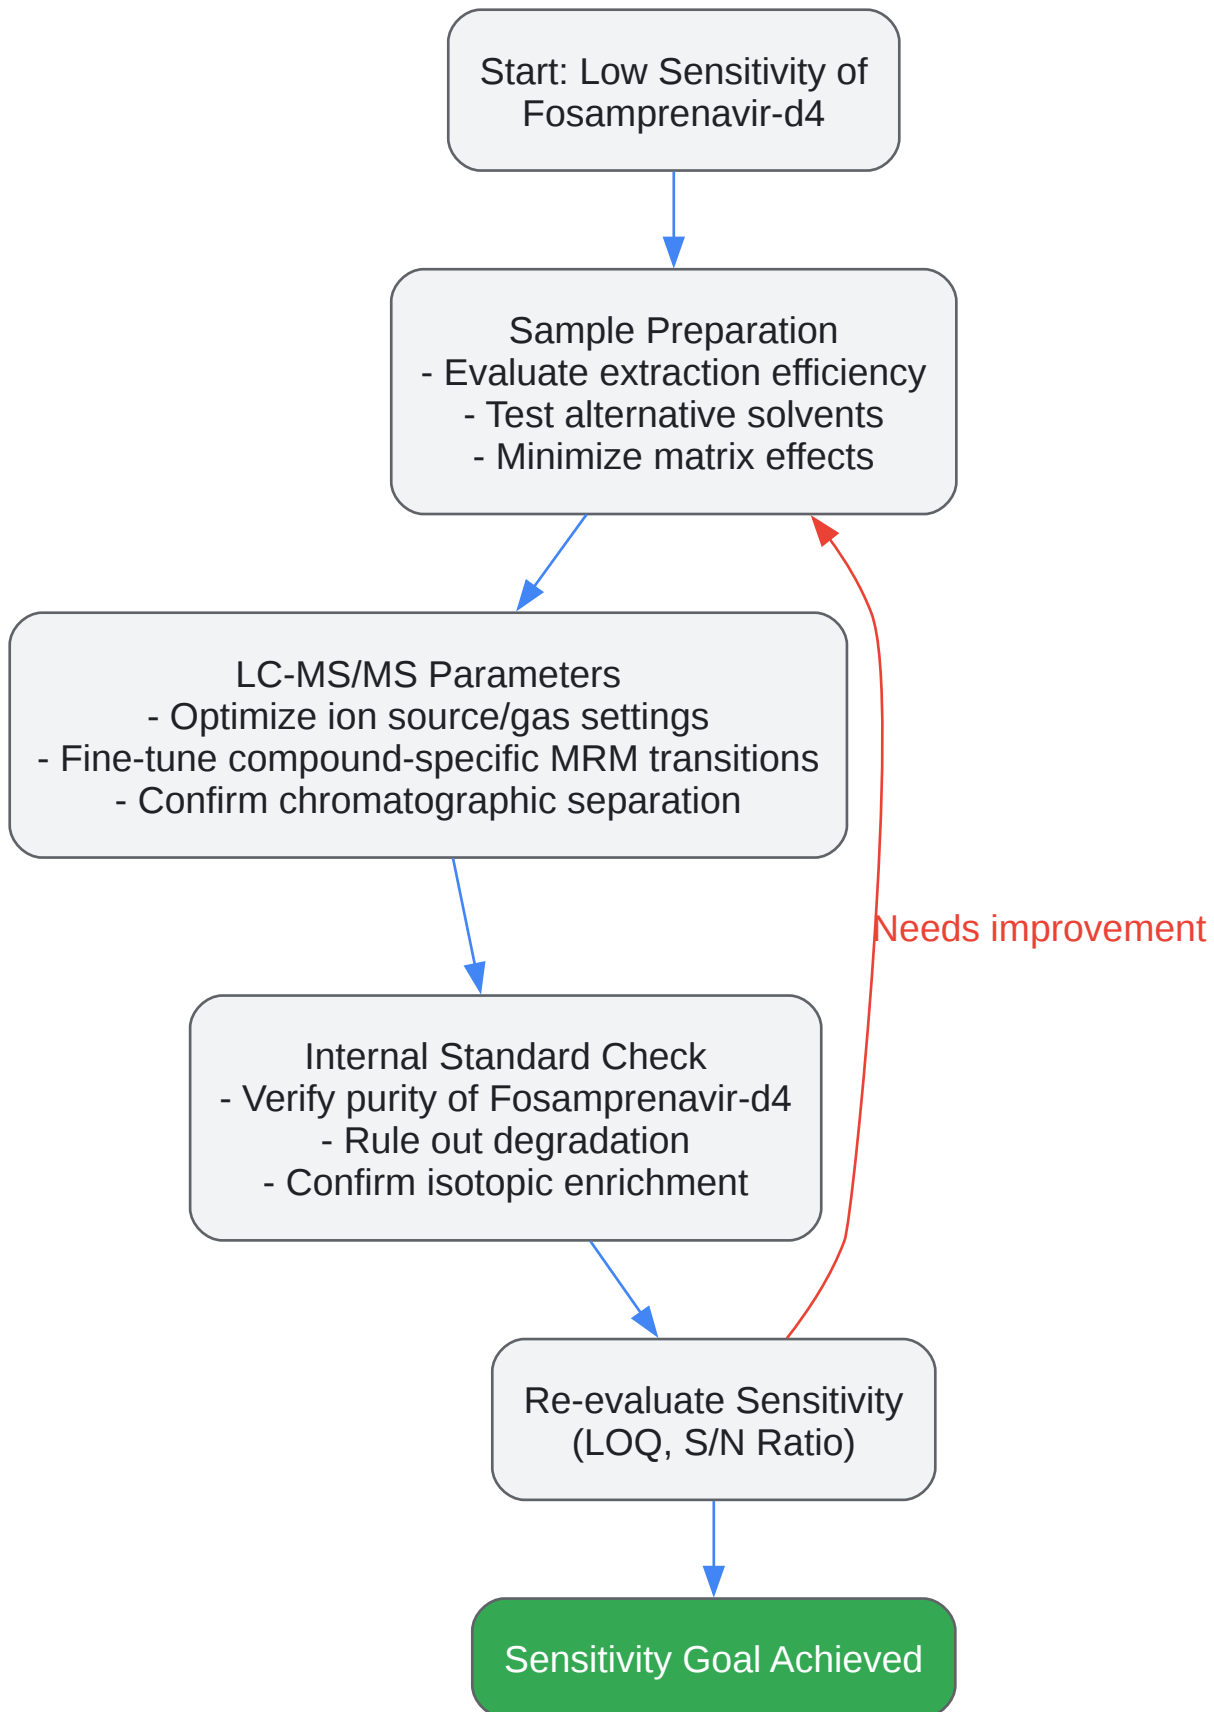 Start: Low Sensitivity of
Fosamprenavir-d4
Sample Preparation
- Evaluate extraction efficiency
- Test alternative solvents
- Minimize matrix effects
LC-MS/MS Parameters
- Optimize ion source/gas settings
- Fine-tune compound-specific MRM transitions
- Confirm chromatographic separation
Needs improvement
Internal Standard Check
- Verify purity of Fosamprenavir-d4
- Rule out degradation
- Confirm isotopic enrichment
Re-evaluate Sensitivity
(LOQ, S/N Ratio)
Sensitivity Goal Achieved